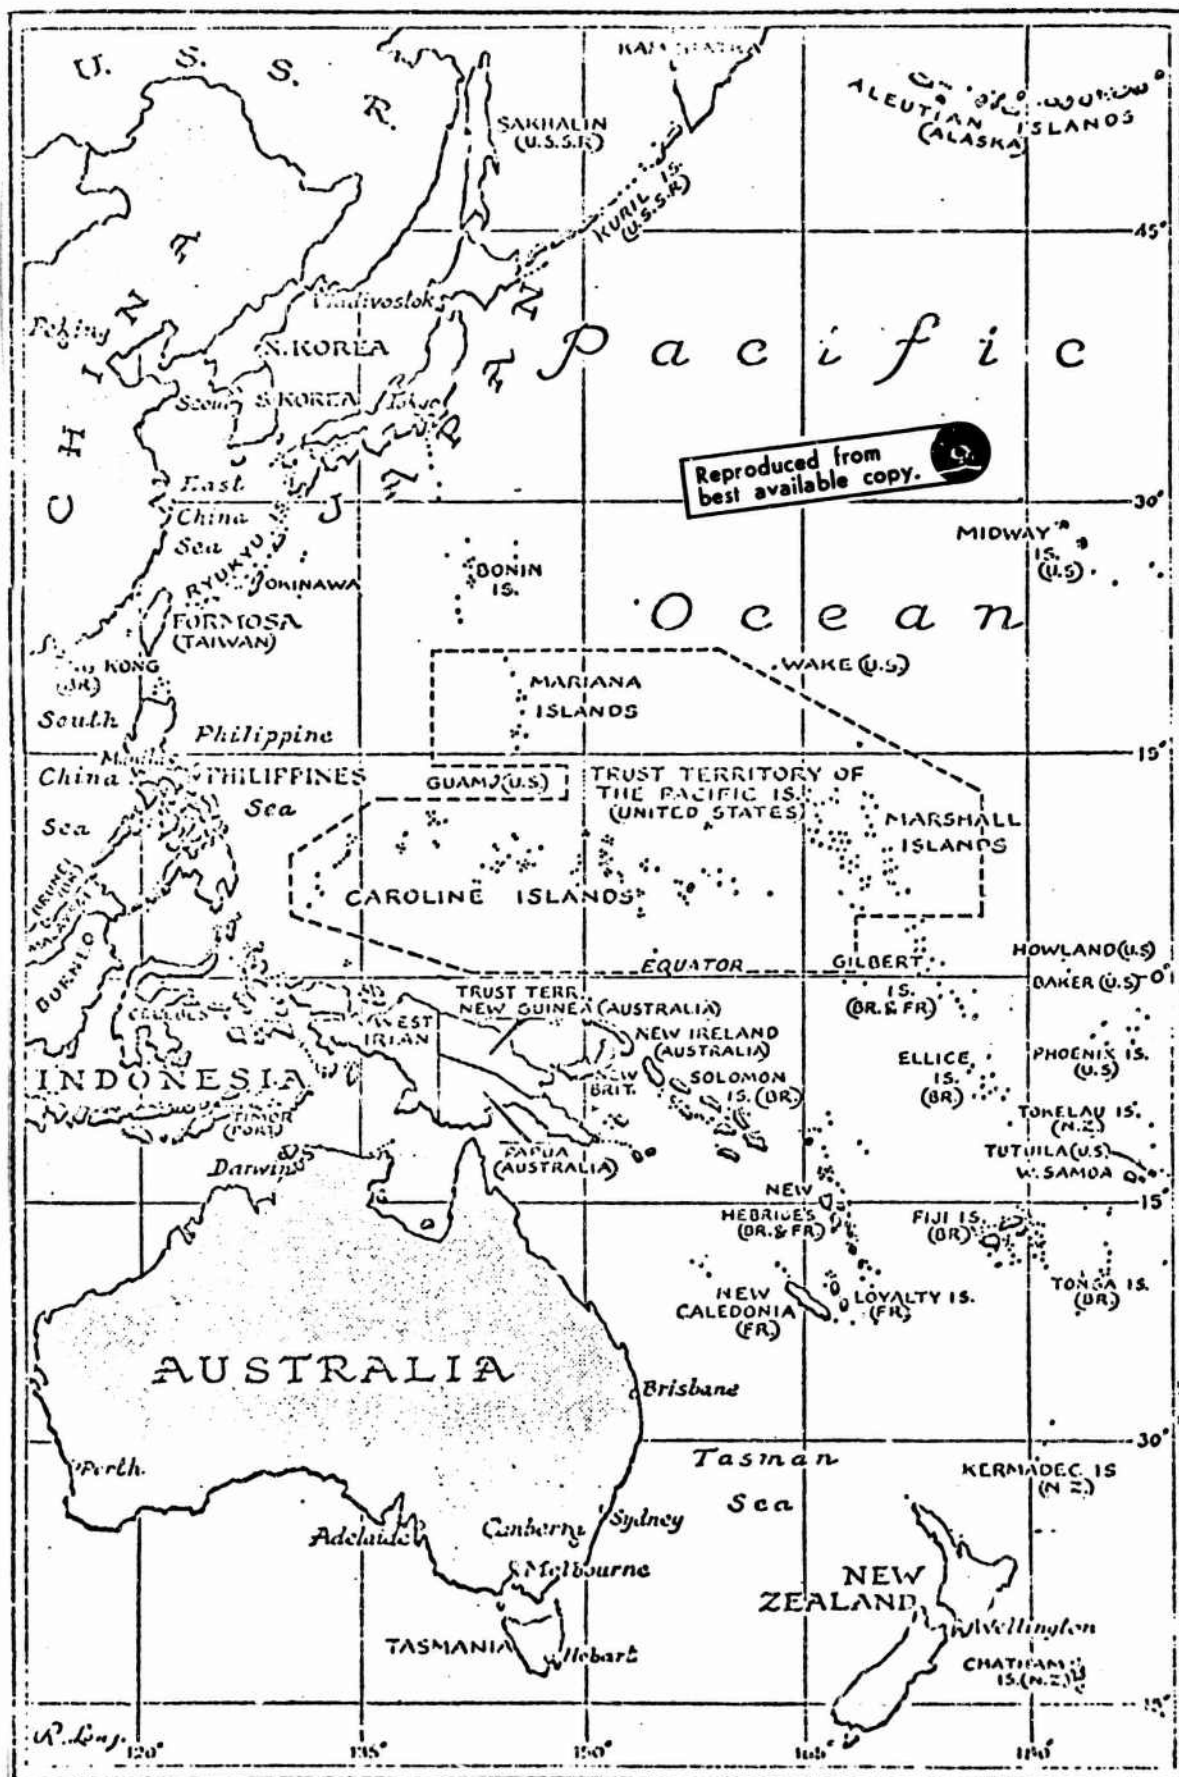 U. S. S. R.
SAKHALIN
(U.S.S.R)
KURIL IS.
(U.S.S.R)
ALEUTIAN ISLANDS
(ALASKA)
45°
CHINA
Peking
Vladivostok
N. KOREA
Seoul
S. KOREA
Tokyo
JAPAN
Pacific
Reproduced from
best available copy.
30°
East
China
Sea
RYUKYU
OKINAWA
BONIN
IS.
MIDWAY
IS.
(U.S)
Ocean
FORMOSA
(TAIWAN)
KONG
(BR.)
WAKE (U.S.)
MARIANA
ISLANDS
South
China
Sea
Philippine
Sea
Manila
PHILIPPINES
15°
GUAM (U.S.)
TRUST TERRITORY OF
THE PACIFIC IS.
(UNITED STATES)
MARSHALL
ISLANDS
CAROLINE ISLANDS
BRUNEI
BORNEO
CELEBES
EQUATOR
0°
GILBERT
IS.
(BR. & FR.)
HOWLAND (U.S)
BAKER (U.S)
TRUST TERR.
NEW GUINEA (AUSTRALIA)
WEST
IRIAN
NEW IRELAND
(AUSTRALIA)
NEW
BRIT.
SOLOMON
IS. (BR.)
ELLICE
IS.
(BR)
PHOENIX IS.
(U.S)
INDONESIA
TIMOR
(PORT.)
TOKELAU IS.
(N.Z.)
TUTUILA (U.S.)
W. SAMOA
PAPUA
(AUSTRALIA)
Darwin
15°
NEW
HEBRIDES
(BR. & FR.)
FIJI IS.
(BR.)
TONGA IS.
(BR.)
NEW
CALEDONIA
(FR.)
LOYALTY IS.
(FR.)
AUSTRALIA
Brisbane
30°
Perth
Tasman
Sea
KERMADEC IS
(N.Z.)
Adelaide
Canberra
Sydney
Melbourne
NEW
ZEALAND
TASMANIA
Hobart
Wellington
CHATHAM
IS. (N.Z.)
45°
120° 135° 150° 165° 180°